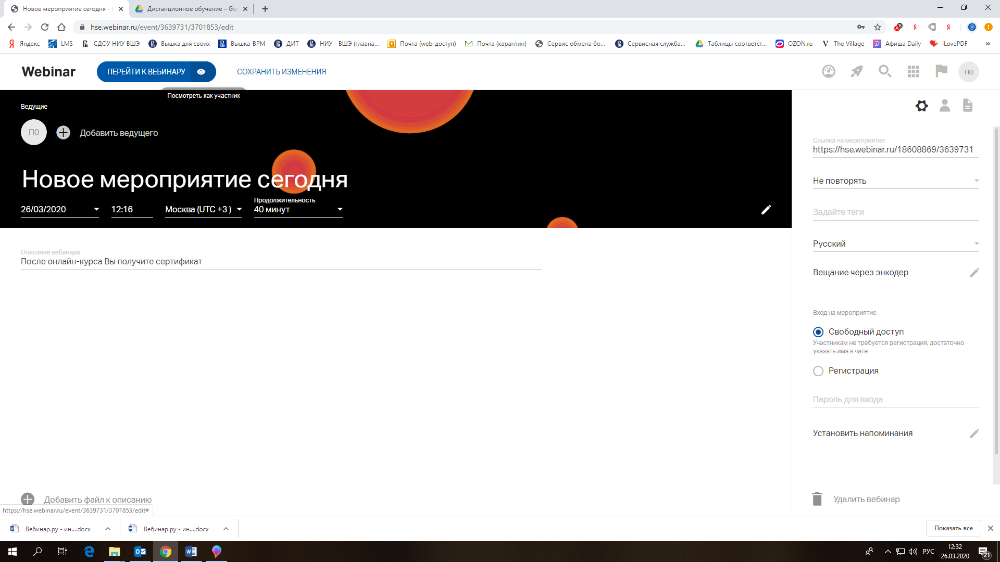 Новое мероприятие сегодня -
Дистанционное обучение – Goo
hse.webinar.ru/event/3639731/3701853/edit
Яндекс
LMS
СДОУ НИУ ВШЭ
Вышка для своих
Вышка-BPM
ДИТ
НИУ - ВШЭ (главна...
Почта (web-доступ)
Почта (карантин)
Сервис обмена бо...
Сервисная служба...
Таблицы соответст...
OZON.ru
The Village
Афиша Daily
iLovePDF
»
Webinar
ПЕРЕЙТИ К ВЕБИНАРУ
СОХРАНИТЬ ИЗМЕНЕНИЯ
П0
Посмотреть как участник
Ведущие
П0
Добавить ведущего
Новое мероприятие сегодня
Продолжительность
26/03/2020
12:16
Москва (UTC +3 )
40 минут
Описание вебинара
После онлайн-курса Вы получите сертификат
Добавить файл к описанию
https://hse.webinar.ru/event/3639731/3701853/edit#
Ссылка на мероприятие
https://hse.webinar.ru/18608869/3639731
Не повторять
Задайте теги
Русский
Вещание через энкодер
Вход на мероприятие
Свободный доступ
Участникам не требуется регистрация, достаточно
указать имя в чате
Регистрация
Пароль для входа
Установить напоминания
Удалить вебинар
Вебинар.ру - ин....docx
Вебинар.ру - ин....docx
Показать все
РУС
12:32
26.03.2020
21